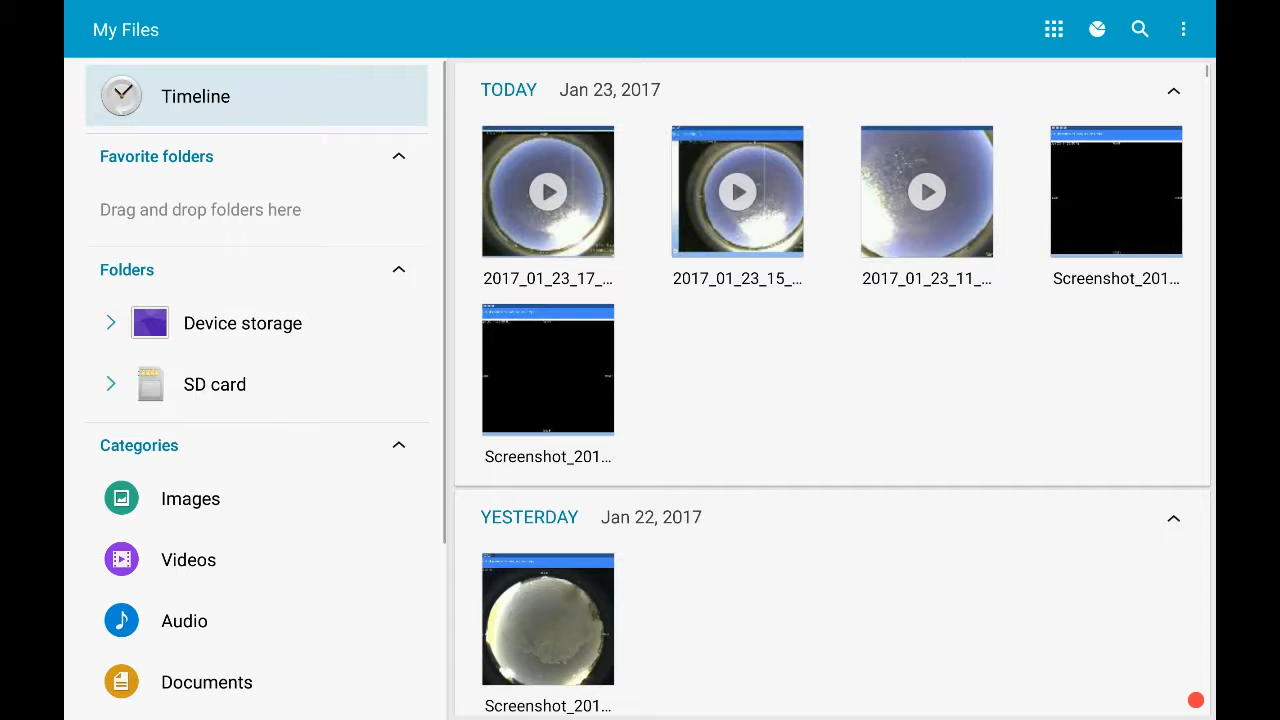 My Files
Timeline
Favorite folders
Drag and drop folders here
Folders
Device storage
SD card
Categories
Images
Videos
Audio
Documents
TODAY Jan 23, 2017
2017_01_23_17_... 2017_01_23_15_... 2017_01_23_11_... Screenshot_201...
Screenshot_201...
YESTERDAY Jan 22, 2017
Screenshot_201...